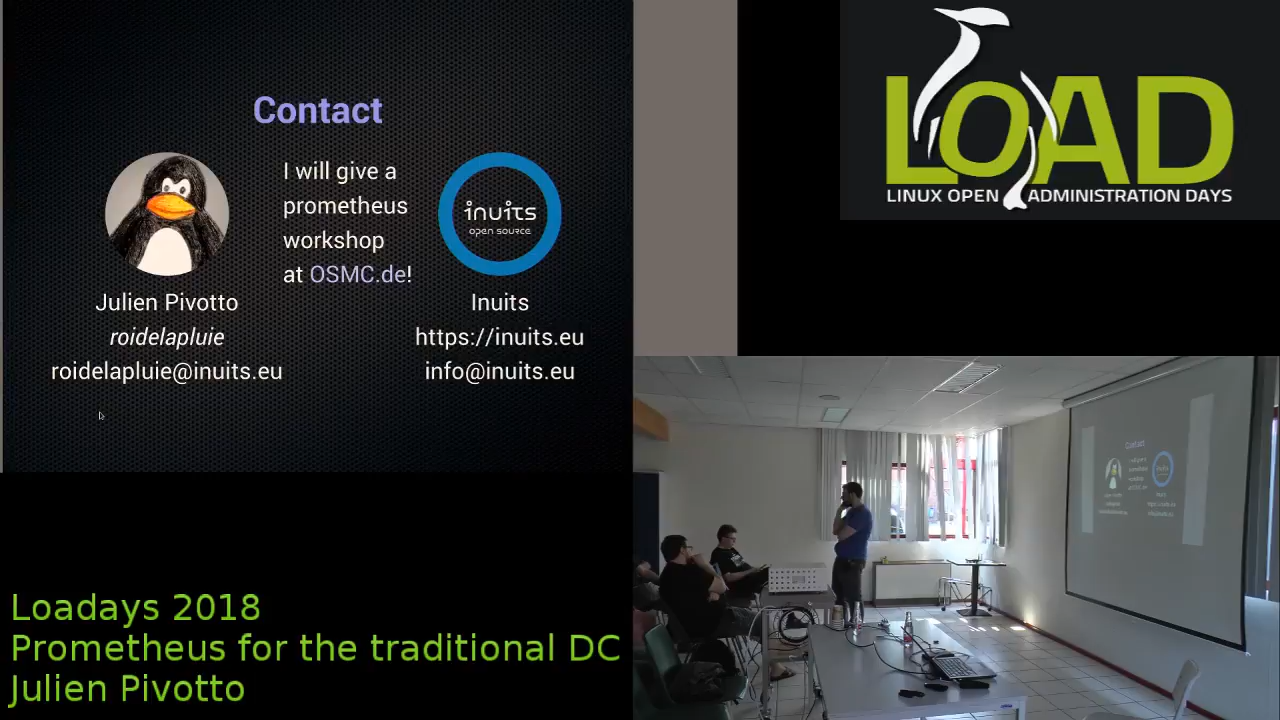 Contact
I will give a
prometheus
workshop
at OSMC.de!
inuits
open source
Julien Pivotto
roidelapluie
roidelapluie@inuits.eu
Inuits
https://inuits.eu
info@inuits.eu
LOAD
LINUX OPEN ADMINISTRATION DAYS
Contact
Loadays 2018
Prometheus for the traditional DC
Julien Pivotto